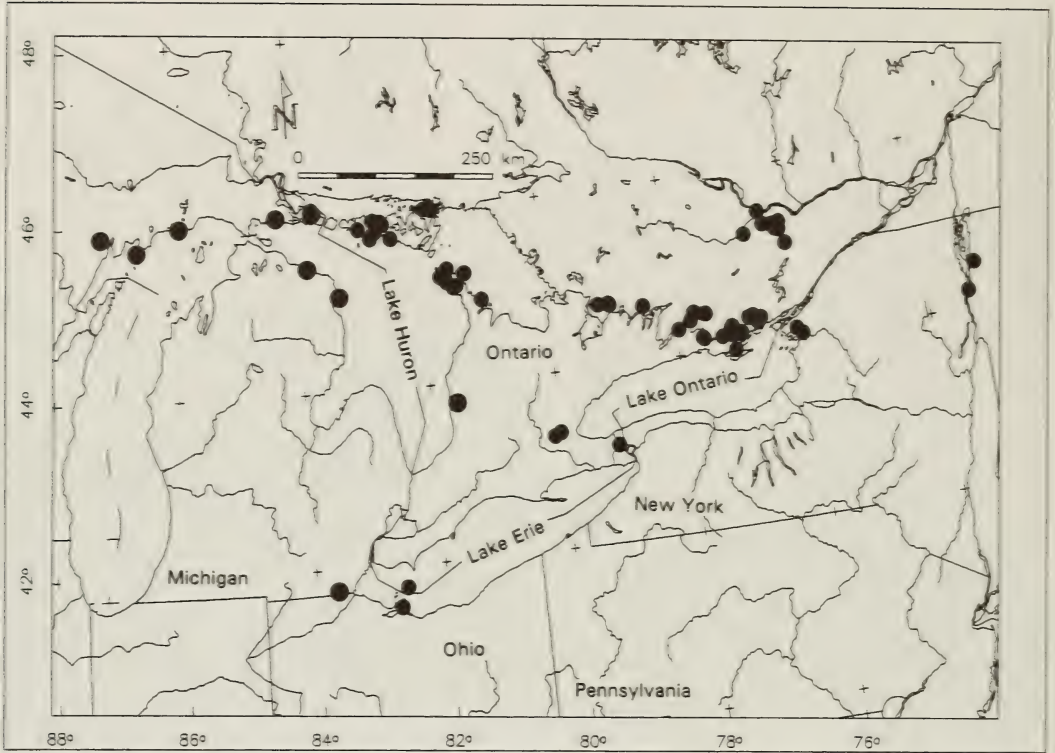 48°
N
0 250 km
46°
Lake Huron
Ontario
44°
Lake Ontario
New York
Lake Erie
42°
Michigan
Ohio
Pennsylvania
88° 86° 84° 82° 80° 78° 76°